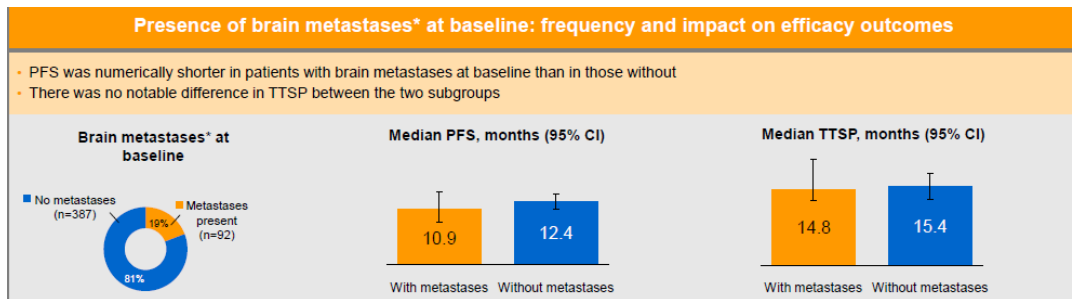 Presence of brain metastases* at baseline: frequency and impact on efficacy outcomes
• PFS was numerically shorter in patients with brain metastases at baseline than in those without
• There was no notable difference in TTSP between the two subgroups
Brain metastases* at
baseline
No metastases
(n=387)
Metastases
present
(n=92)
19%
81%
Median PFS, months (95% CI)
10.9
12.4
With metastases
Without metastases
Median TTSP, months (95% CI)
14.8
15.4
With metastases
Without metastases